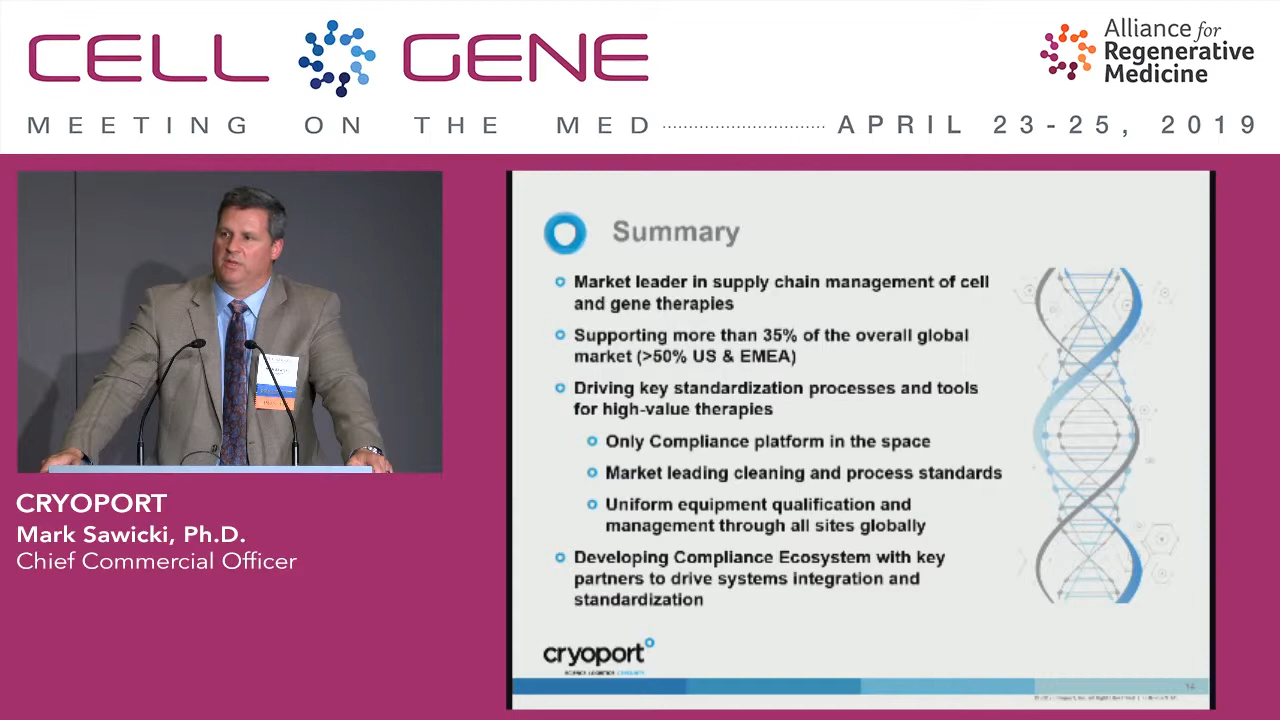 CELL GENE
MEETING ON THE MED
APRIL 23-25, 2019
Alliance for
Regenerative
Medicine
CRYOPORT
Mark Sawicki, Ph.D.
Chief Commercial Officer
Summary
Market leader in supply chain management of cell
and gene therapies
Supporting more than 35% of the overall global
market (>50% US & EMEA)
Driving key standardization processes and tools
for high-value therapies
Only Compliance platform in the space
Market leading cleaning and process standards
Uniform equipment qualification and
management through all sites globally
Developing Compliance Ecosystem with key
partners to drive systems integration and
standardization
cryoport
SCIENCE. LOGISTICS. CERTAINTY.